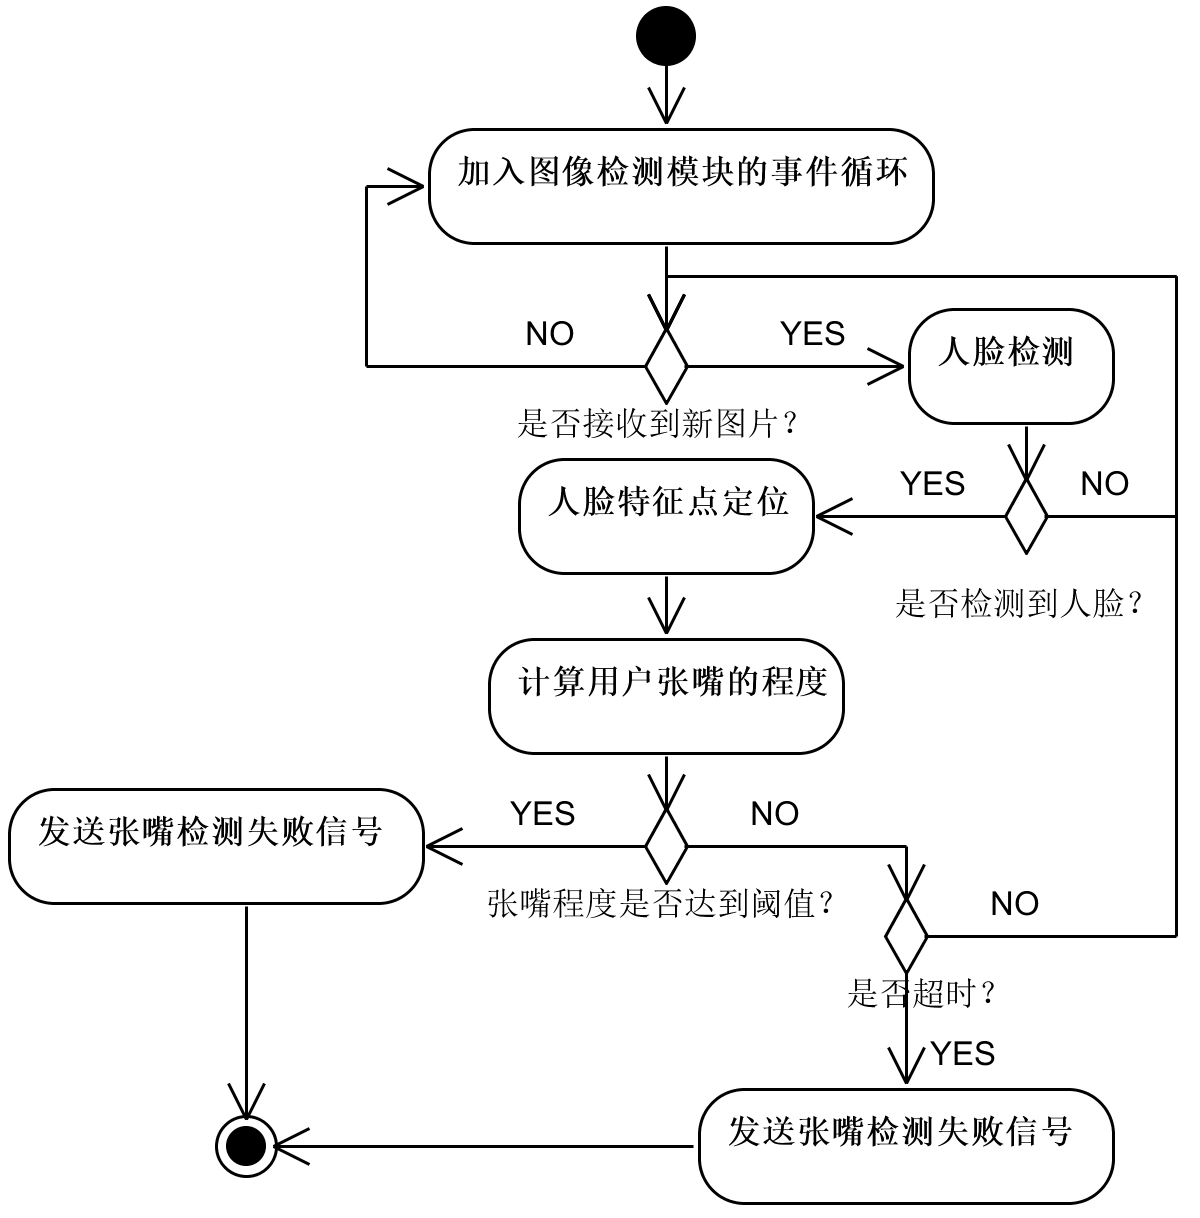 加入图像检测模块的事件循环
NO
YES
人脸检测
是否接收到新图片？
人脸特征点定位
YES
NO
是否检测到人脸？
计算用户张嘴的程度
发送张嘴检测失败信号
YES
NO
张嘴程度是否达到阈值？
NO
是否超时？
YES
发送张嘴检测失败信号